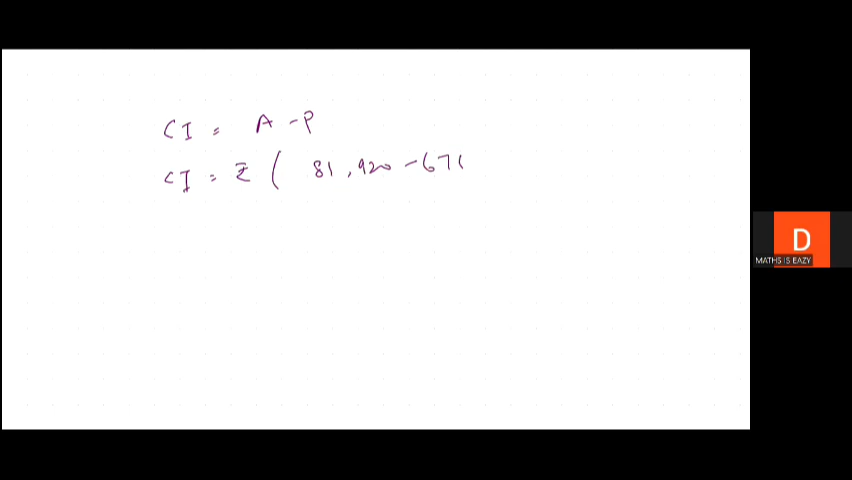 CI = A - P
CI = ₹ ( 81,920 - 671
D
MATHS IS EAZY